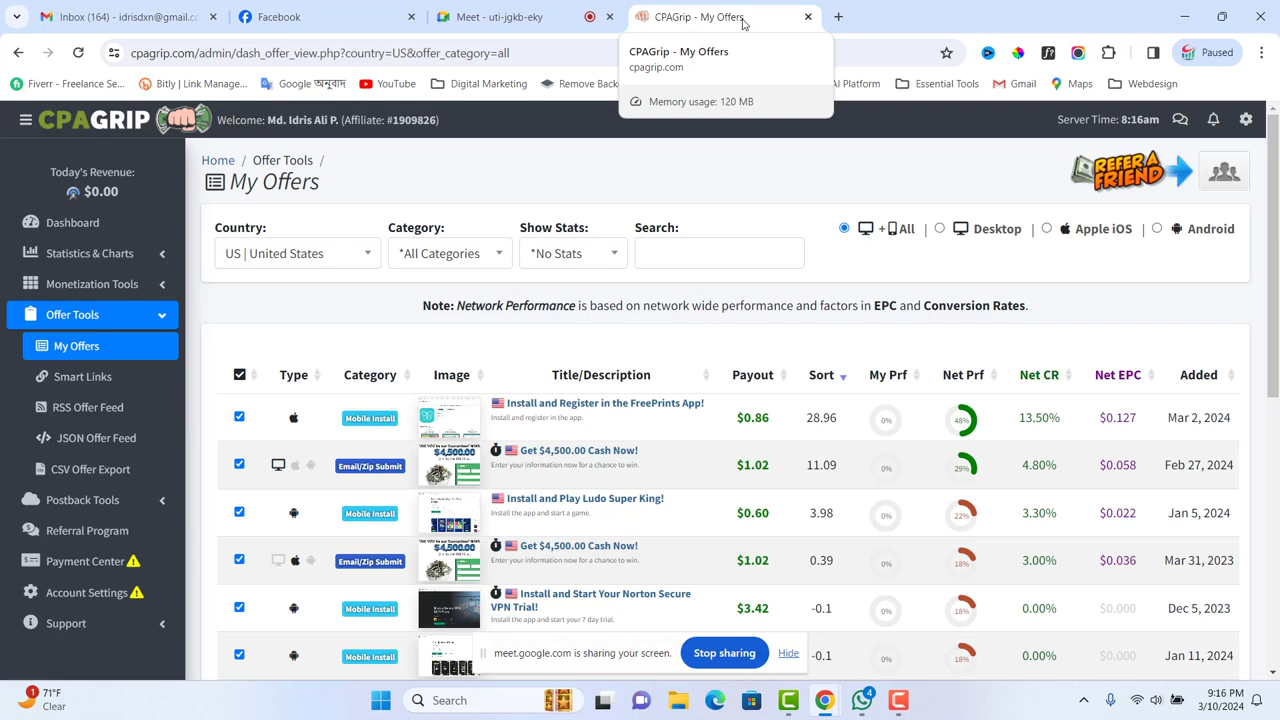 Inbox (14) - idrisdxn@gmail.c
Facebook
Meet - uti-jgkb-eky
CPAGrip - My Offers
cpagrip.com/admin/dash_offer_view.php?country=US&offer_category=all
Paused
CPAGrip - My Offers
cpagrip.com
Memory usage: 120 MB
Fiverr - Freelance Se...
Bitly | Link Manage...
Google অনুবাদ
YouTube
Digital Marketing
Remove Back
AI Platform
Essential Tools
Gmail
Maps
Webdesign
CPAGRIP
Welcome: Md. Idris Ali P. (Affiliate: #1909826)
Server Time: 8:16am
Today's Revenue:
$0.00
Dashboard
Statistics & Charts
Monetization Tools
Offer Tools
My Offers
Smart Links
RSS Offer Feed
JSON Offer Feed
CSV Offer Export
Postback Tools
Referral Program
Payment Center
Account Settings
Support
Home / Offer Tools /
My Offers
REFER A
FRIEND
Country:
Category:
Show Stats:
Search:
US | United States
*All Categories
*No Stats
+ All | Desktop | Apple iOS | Android
Note: Network Performance is based on network wide performance and factors in EPC and Conversion Rates.
Type Category Image Title/Description Payout Sort My Prf Net Prf Net CR Net EPC Added
Mobile Install
Install and Register in the FreePrints App!
Install and register in the app.
$0.86 28.96 0% 48% 13.50% $0.127 Mar 2, 2024
Email/Zip Submit
Get $4,500.00 Cash Now!
Enter your information now for a chance to win.
$1.02 11.09 0% 29% 4.80% $0.058 Feb 27, 2024
Mobile Install
Install and Play Ludo Super King!
Install the app and start a game.
$0.60 3.98 0% 22% 3.30% $0.022 Jan 5, 2024
Email/Zip Submit
$4,500.00
Get $4,500.00 Cash Now!
Enter your information now for a chance to win.
$1.02 0.39 0% 18% 3.00% $0.036 Mar 31, 2023
Mobile Install
Install and Start Your Norton Secure
VPN Trial!
Install the app and start your 7 day trial.
$3.42 -0.1 0% 18% 0.00% $0.000 Dec 5, 2023
Mobile Install
-0.1 0% 18% 0.00% $0.000 Jan 11, 2024
meet.google.com is sharing your screen.
Stop sharing
Hide
1
71°F
Clear
Search
4
9:16 PM
3/10/2024